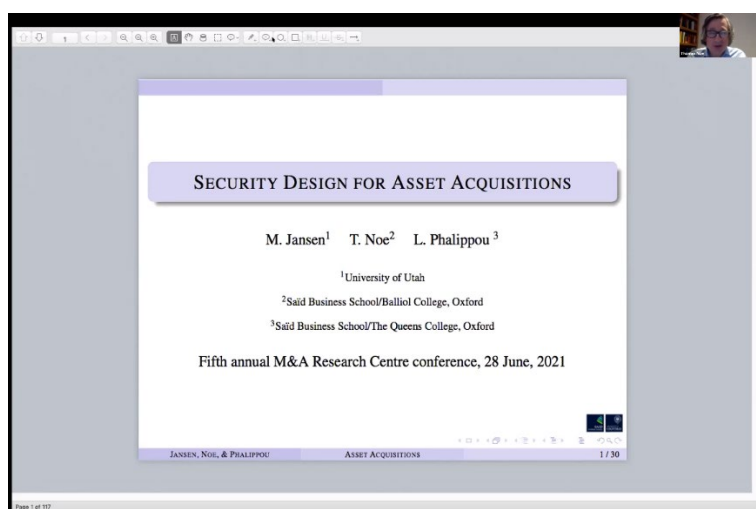 1
SECURITY DESIGN FOR ASSET ACQUISITIONS
M. Jansen¹ T. Noe² L. Phalippou ³
¹University of Utah
²Saïd Business School/Balliol College, Oxford
³Saïd Business School/The Queens College, Oxford
Fifth annual M&A Research Centre conference, 28 June, 2021
JANSEN, NOE, & PHALIPPOU ASSET ACQUISITIONS 1 / 30
Page 1 of 117